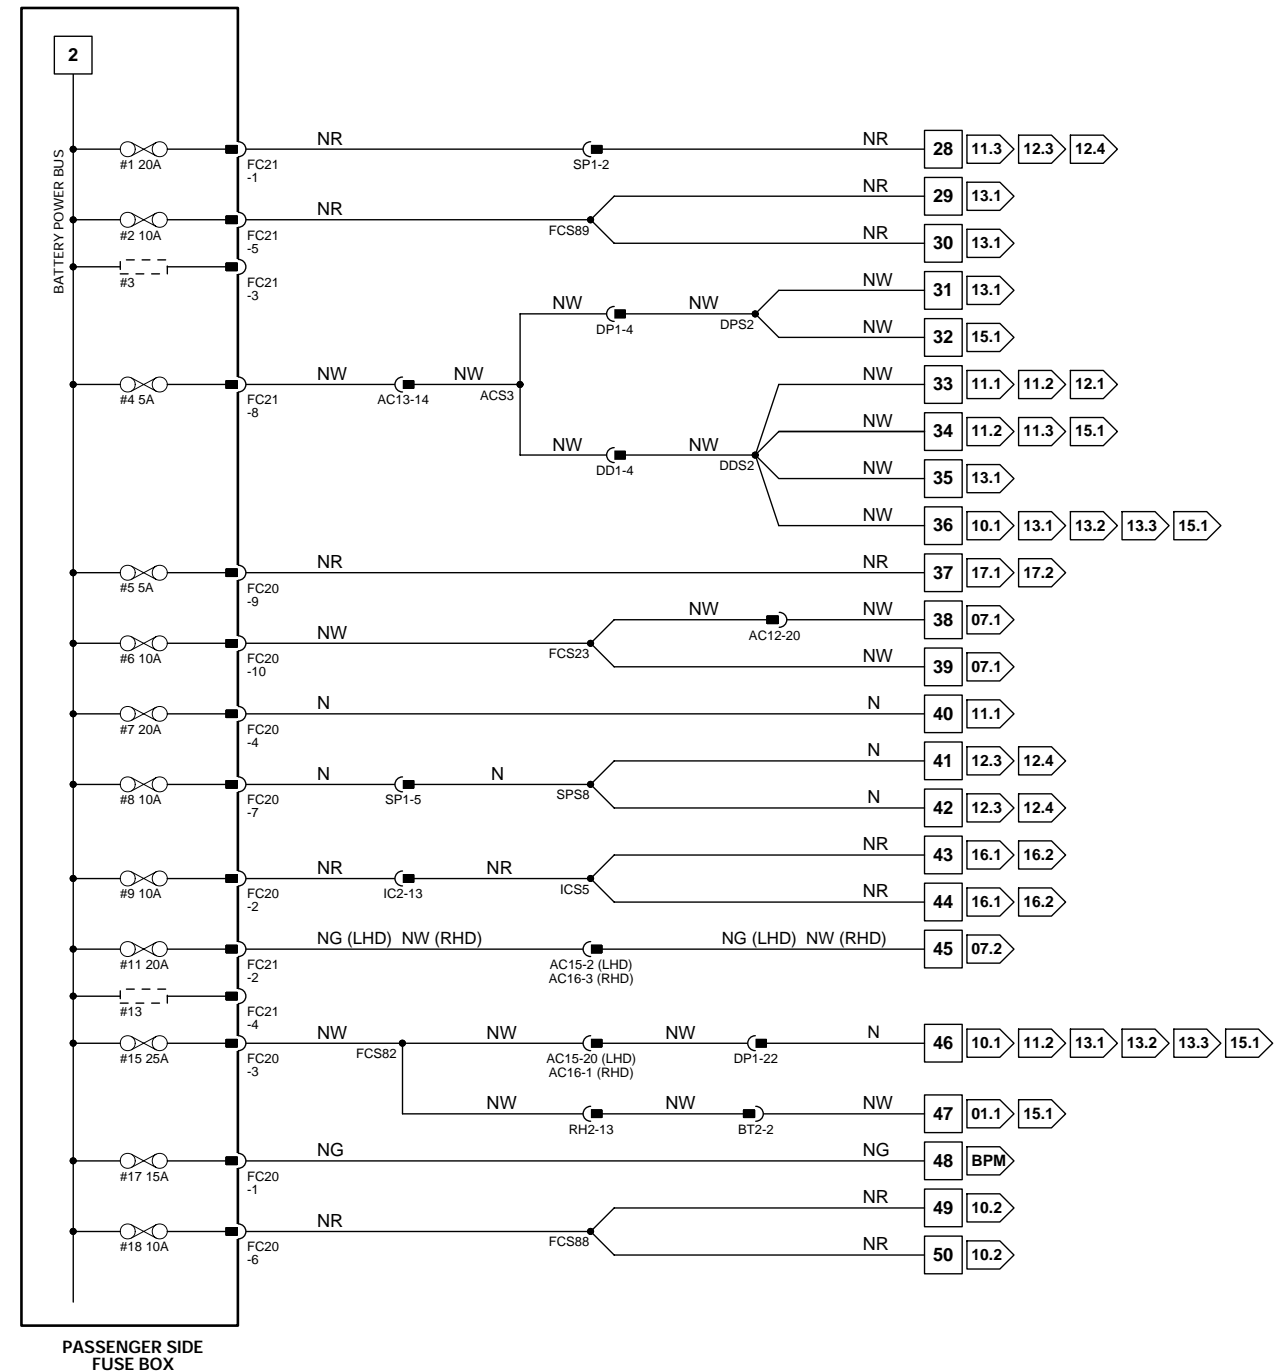 2
BATTERY POWER BUS
NR NR
#1 20A FC21 -1 SP1-2 28 11.3 12.3 12.4
NR 29 13.1
NR
#2 10A FC21 -5 FCS89
NR 30 13.1
#3 FC21 -3
NW 31 13.1
NW NW
DP1-4 DPS2
NW 32 15.1
NW NW NW
#4 5A FC21 -8 AC13-14 ACS3 33 11.1 11.2 12.1
NW 34 11.2 11.3 15.1
NW NW
DD1-4 DDS2
35 13.1
NW
NW 36 10.1 13.1 13.2 13.3 15.1
NR NR
#5 5A FC20 -9 37 17.1 17.2
NW NW
AC12-20 38 07.1
NW
#6 10A FC20 -10 FCS23
NW 39 07.1
N N
#7 20A FC20 -4 40 11.1
N 41 12.3 12.4
N N
#8 10A FC20 -7 SP1-5 SPS8
N 42 12.3 12.4
NR 43 16.1 16.2
NR NR
#9 10A FC20 -2 IC2-13 ICS5
NR 44 16.1 16.2
NG (LHD) NW (RHD) NG (LHD) NW (RHD)
#11 20A FC21 -2 AC15-2 (LHD) 45 07.2
AC16-3 (RHD)
#13 FC21 -4
NW NW NW N
#15 25A FC20 -3 FCS82 AC15-20 (LHD) DP1-22 46 10.1 11.2 13.1 13.2 13.3 15.1
AC16-1 (RHD)
NW NW NW
RH2-13 BT2-2 47 01.1 15.1
NG NG
#17 15A FC20 -1 48 BPM
NR 49 10.2
NR
#18 10A FC20 -6 FCS88
NR 50 10.2
PASSENGER SIDE
FUSE BOX